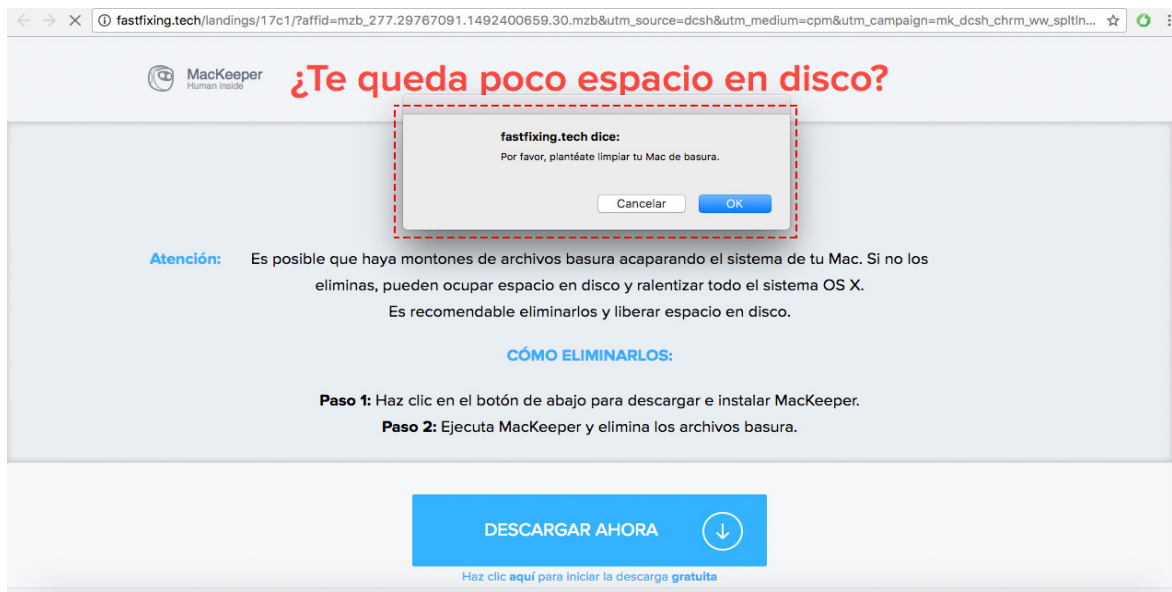 fastfixing.tech/landings/17c1/?affid=mzb_277.29767091.1492400659.30.mzb&utm_source=dcsh&utm_medium=cpm&utm_campaign=mk_dcsh_chrm_ww_spltln...
MacKeeper
Human Inside
¿Te queda poco espacio en disco?
fastfixing.tech dice:
Por favor, plantéate limpiar tu Mac de basura.
Cancelar
OK
Atención: Es posible que haya montones de archivos basura acaparando el sistema de tu Mac. Si no los
eliminas, pueden ocupar espacio en disco y ralentizar todo el sistema OS X.
Es recomendable eliminarlos y liberar espacio en disco.
CÓMO ELIMINARLOS:
Paso 1: Haz clic en el botón de abajo para descargar e instalar MacKeeper.
Paso 2: Ejecuta MacKeeper y elimina los archivos basura.
DESCARGAR AHORA
Haz clic aquí para iniciar la descarga gratuita